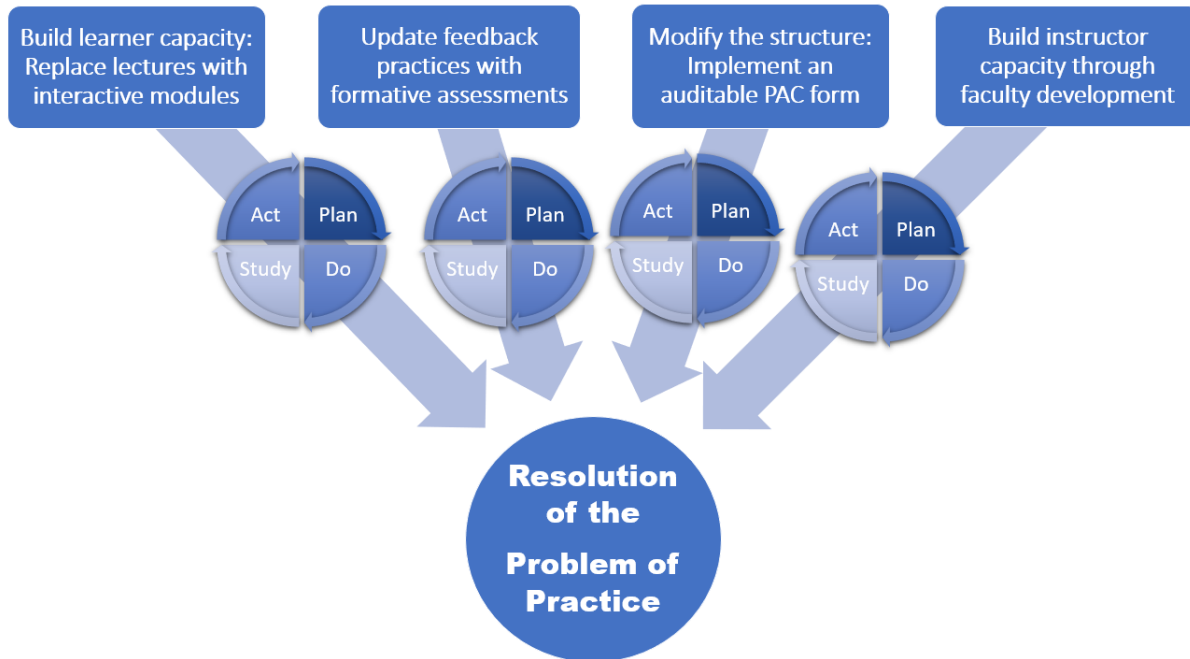 Build learner capacity:
Replace lectures with
interactive modules
Update feedback
practices with
formative assessments
Modify the structure:
Implement an
auditable PAC form
Build instructor
capacity through
faculty development
Act
Plan
Study
Do
Act
Plan
Study
Do
Act
Plan
Study
Do
Act
Plan
Study
Do
Resolution
of the
Problem of
Practice